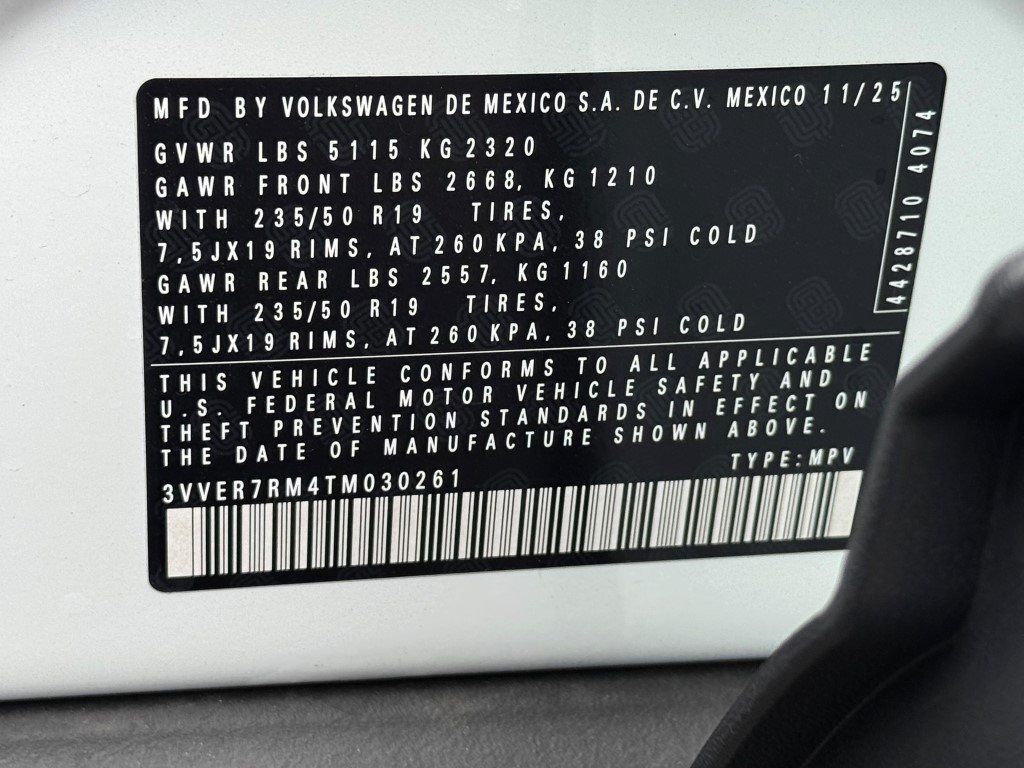 MFD BY VOLKSWAGEN DE MEXICO S.A. DE C.V. MEXICO 11/25
GVWR LBS 5115 KG 2320
GAWR FRONT LBS 2668, KG 1210
WITH 235/50 R19 TIRES,
7,5JX19 RIMS, AT 260 KPA, 38 PSI COLD
GAWR REAR LBS 2557, KG 1160
WITH 235/50 R19 TIRES,
7,5JX19 RIMS, AT 260 KPA, 38 PSI COLD
4428710 4074
THIS VEHICLE CONFORMS TO ALL APPLICABLE
U.S. FEDERAL MOTOR VEHICLE SAFETY AND
THEFT PREVENTION STANDARDS IN EFFECT ON
THE DATE OF MANUFACTURE SHOWN ABOVE.
3VVER7RM4TM030261 TYPE: MPV